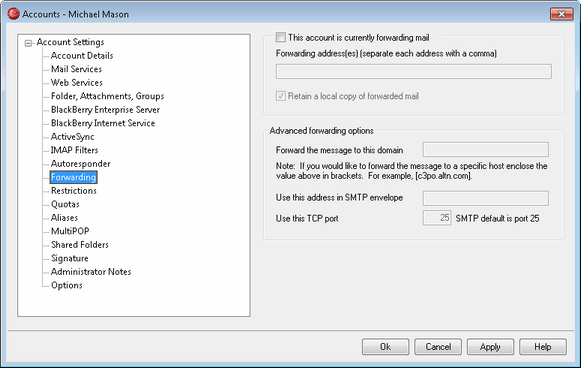 Accounts - Michael Mason
Account Settings
Account Details
Mail Services
Web Services
Folder, Attachments, Groups
BlackBerry Enterprise Server
BlackBerry Internet Service
ActiveSync
IMAP Filters
Autoresponder
Forwarding
Restrictions
Quotas
Aliases
MultiPOP
Shared Folders
Signature
Administrator Notes
Options
This account is currently forwarding mail
Forwarding address(es) (separate each address with a comma)
Retain a local copy of forwarded mail
Advanced forwarding options
Forward the message to this domain
Note: If you would like to forward the message to a specific host enclose the
value above in brackets. For example, [c3po.altn.com].
Use this address in SMTP envelope
Use this TCP port 25 SMTP default is port 25
Ok Cancel Apply Help